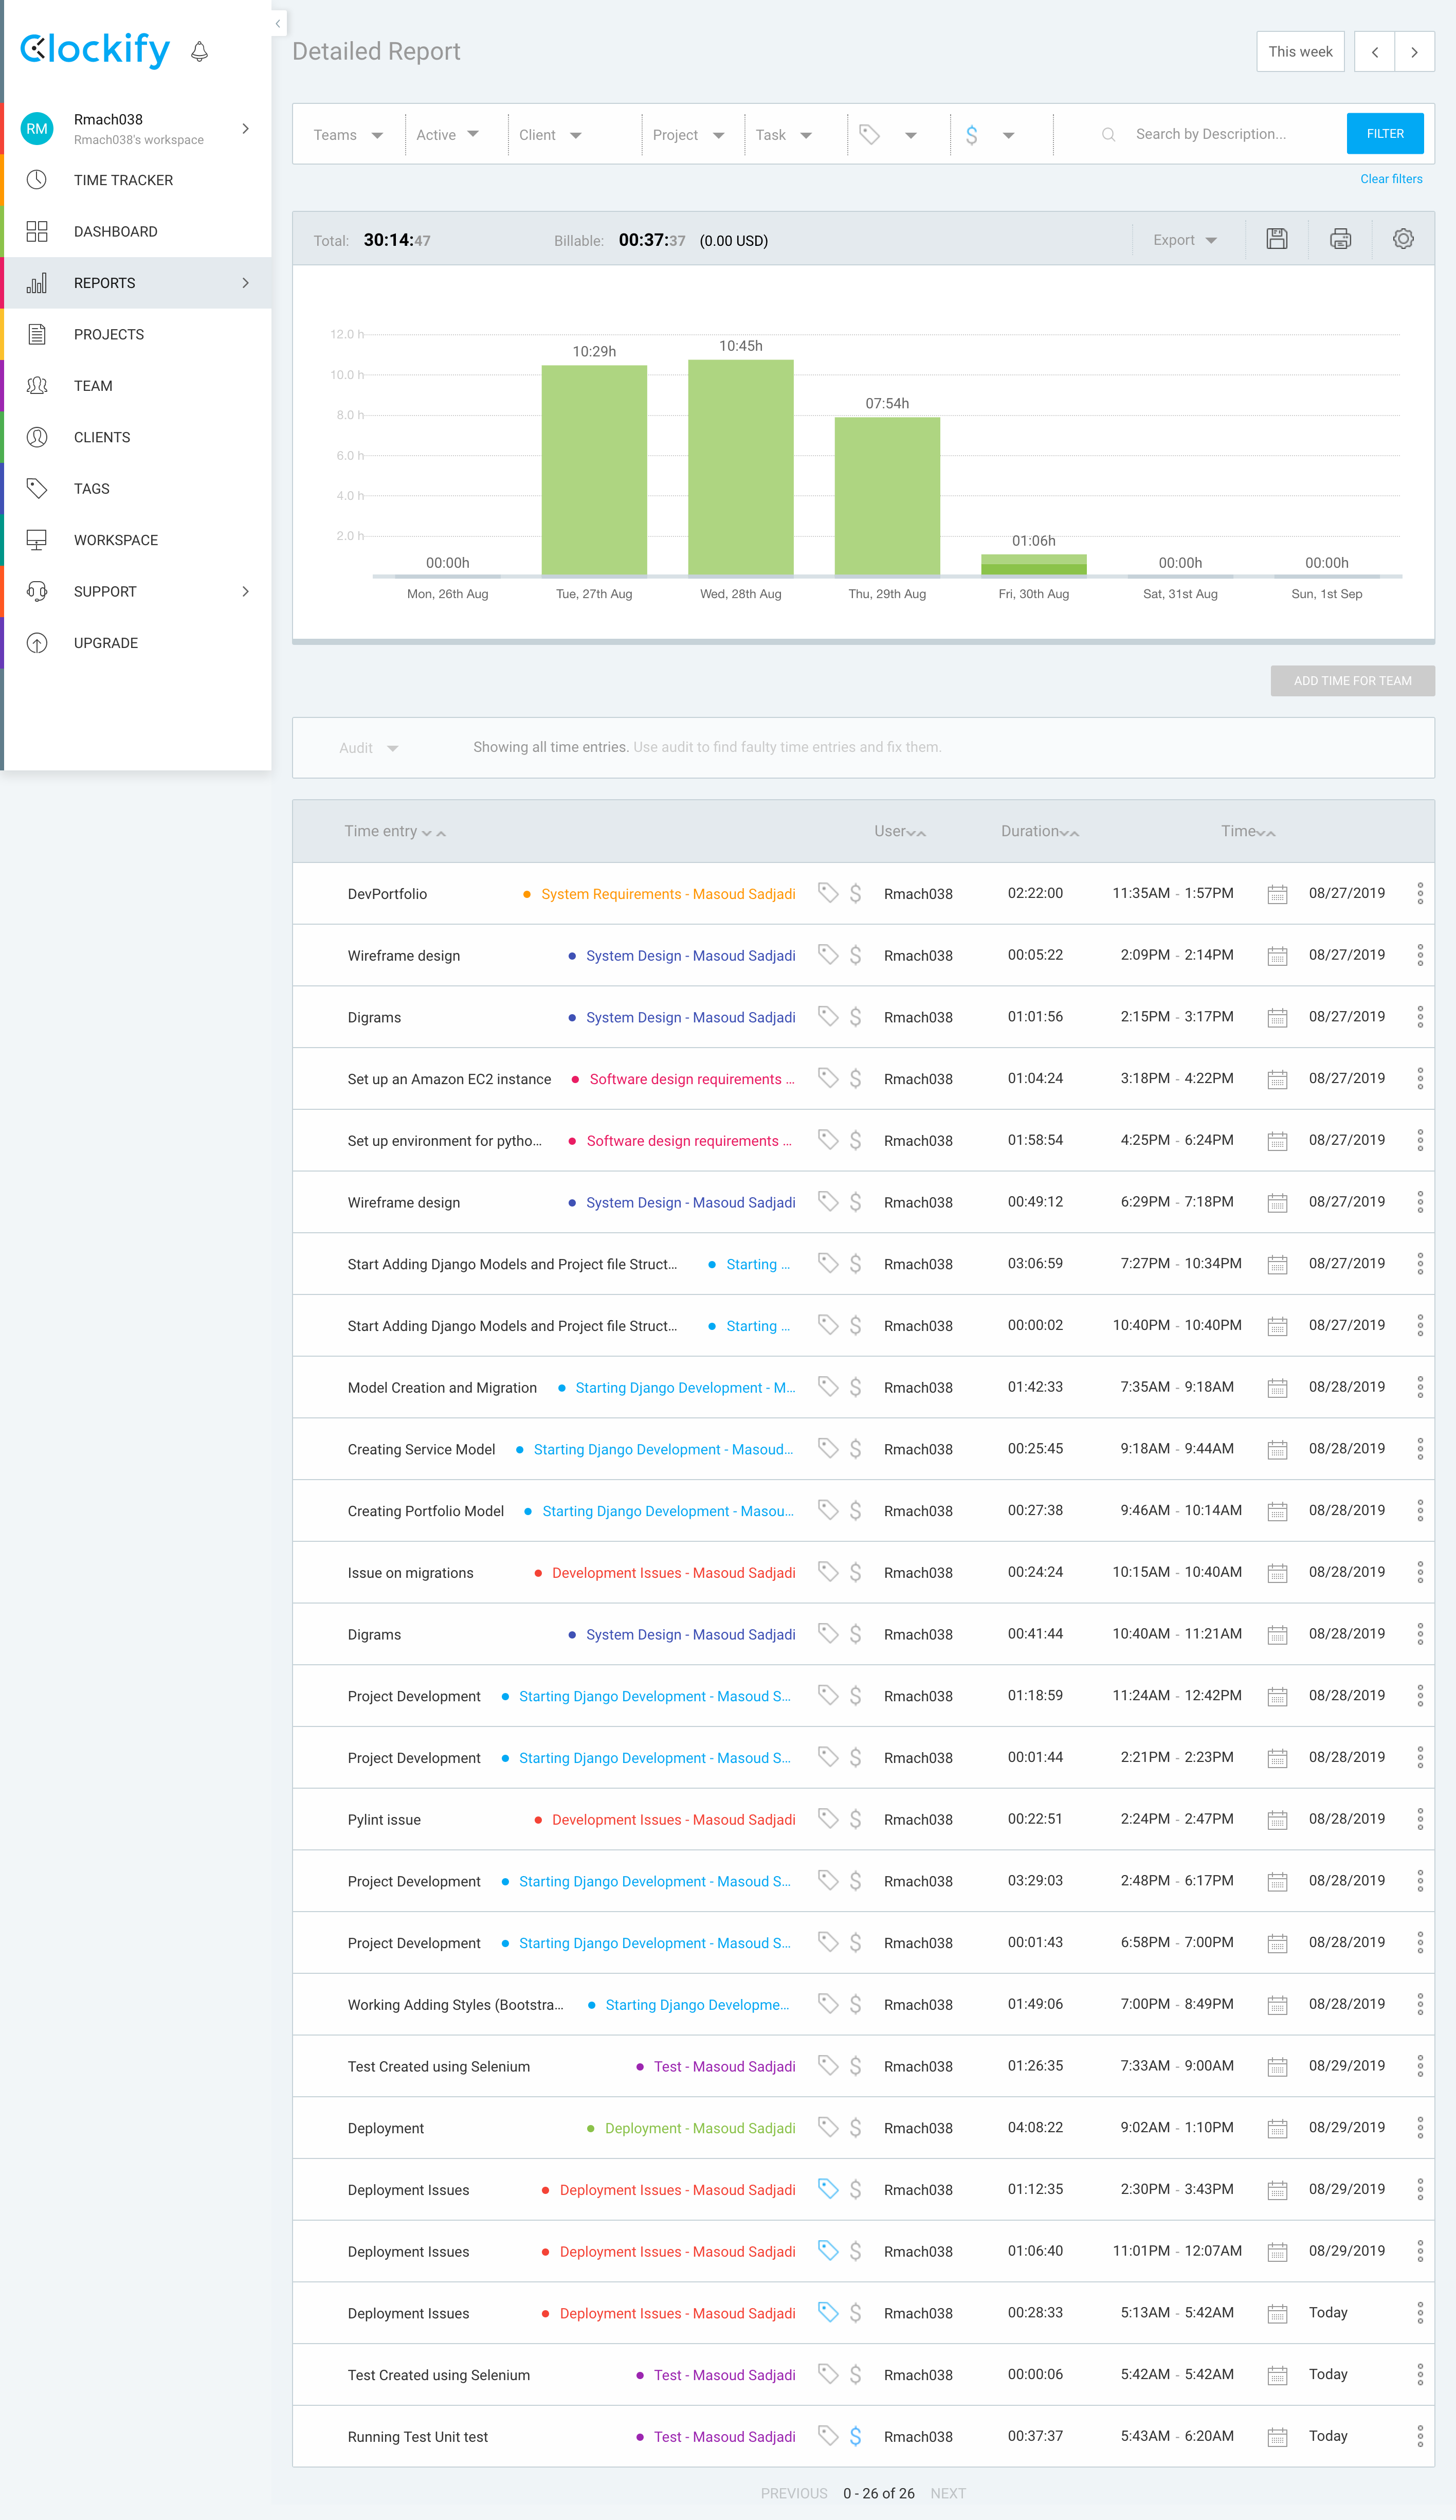 Clockify
RM
Rmach038
Rmach038's workspace
TIME TRACKER
DASHBOARD
REPORTS
PROJECTS
TEAM
CLIENTS
TAGS
WORKSPACE
SUPPORT
UPGRADE
Detailed Report
This week
Teams Active Client Project Task $ Search by Description... FILTER
Clear filters
Total: 30:14:47 Billable: 00:37:37 (0.00 USD) Export
12.0 h
10.0 h
8.0 h
6.0 h
4.0 h
2.0 h
00:00h 10:29h 10:45h 07:54h 01:06h 00:00h 00:00h
Mon, 26th Aug Tue, 27th Aug Wed, 28th Aug Thu, 29th Aug Fri, 30th Aug Sat, 31st Aug Sun, 1st Sep
ADD TIME FOR TEAM
Audit Showing all time entries. Use audit to find faulty time entries and fix them.
Time entry User Duration Time
DevPortfolio System Requirements - Masoud Sadjadi $ Rmach038 02:22:00 11:35AM - 1:57PM 08/27/2019
Wireframe design System Design - Masoud Sadjadi $ Rmach038 00:05:22 2:09PM - 2:14PM 08/27/2019
Digrams System Design - Masoud Sadjadi $ Rmach038 01:01:56 2:15PM - 3:17PM 08/27/2019
Set up an Amazon EC2 instance Software design requirements ... $ Rmach038 01:04:24 3:18PM - 4:22PM 08/27/2019
Set up environment for pytho... Software design requirements ... $ Rmach038 01:58:54 4:25PM - 6:24PM 08/27/2019
Wireframe design System Design - Masoud Sadjadi $ Rmach038 00:49:12 6:29PM - 7:18PM 08/27/2019
Start Adding Django Models and Project file Struct... Starting ... $ Rmach038 03:06:59 7:27PM - 10:34PM 08/27/2019
Start Adding Django Models and Project file Struct... Starting ... $ Rmach038 00:00:02 10:40PM - 10:40PM 08/27/2019
Model Creation and Migration Starting Django Development - M... $ Rmach038 01:42:33 7:35AM - 9:18AM 08/28/2019
Creating Service Model Starting Django Development - Masoud... $ Rmach038 00:25:45 9:18AM - 9:44AM 08/28/2019
Creating Portfolio Model Starting Django Development - Masou... $ Rmach038 00:27:38 9:46AM - 10:14AM 08/28/2019
Issue on migrations Development Issues - Masoud Sadjadi $ Rmach038 00:24:24 10:15AM - 10:40AM 08/28/2019
Digrams System Design - Masoud Sadjadi $ Rmach038 00:41:44 10:40AM - 11:21AM 08/28/2019
Project Development Starting Django Development - Masoud S... $ Rmach038 01:18:59 11:24AM - 12:42PM 08/28/2019
Project Development Starting Django Development - Masoud S... $ Rmach038 00:01:44 2:21PM - 2:23PM 08/28/2019
Pylint issue Development Issues - Masoud Sadjadi $ Rmach038 00:22:51 2:24PM - 2:47PM 08/28/2019
Project Development Starting Django Development - Masoud S... $ Rmach038 03:29:03 2:48PM - 6:17PM 08/28/2019
Project Development Starting Django Development - Masoud S... $ Rmach038 00:01:43 6:58PM - 7:00PM 08/28/2019
Working Adding Styles (Bootstra... Starting Django Developme... $ Rmach038 01:49:06 7:00PM - 8:49PM 08/28/2019
Test Created using Selenium Test - Masoud Sadjadi $ Rmach038 01:26:35 7:33AM - 9:00AM 08/29/2019
Deployment Deployment - Masoud Sadjadi $ Rmach038 04:08:22 9:02AM - 1:10PM 08/29/2019
Deployment Issues Deployment Issues - Masoud Sadjadi $ Rmach038 01:12:35 2:30PM - 3:43PM 08/29/2019
Deployment Issues Deployment Issues - Masoud Sadjadi $ Rmach038 01:06:40 11:01PM - 12:07AM 08/29/2019
Deployment Issues Deployment Issues - Masoud Sadjadi $ Rmach038 00:28:33 5:13AM - 5:42AM Today
Test Created using Selenium Test - Masoud Sadjadi $ Rmach038 00:00:06 5:42AM - 5:42AM Today
Running Test Unit test Test - Masoud Sadjadi $ Rmach038 00:37:37 5:43AM - 6:20AM Today
PREVIOUS 0 - 26 of 26 NEXT